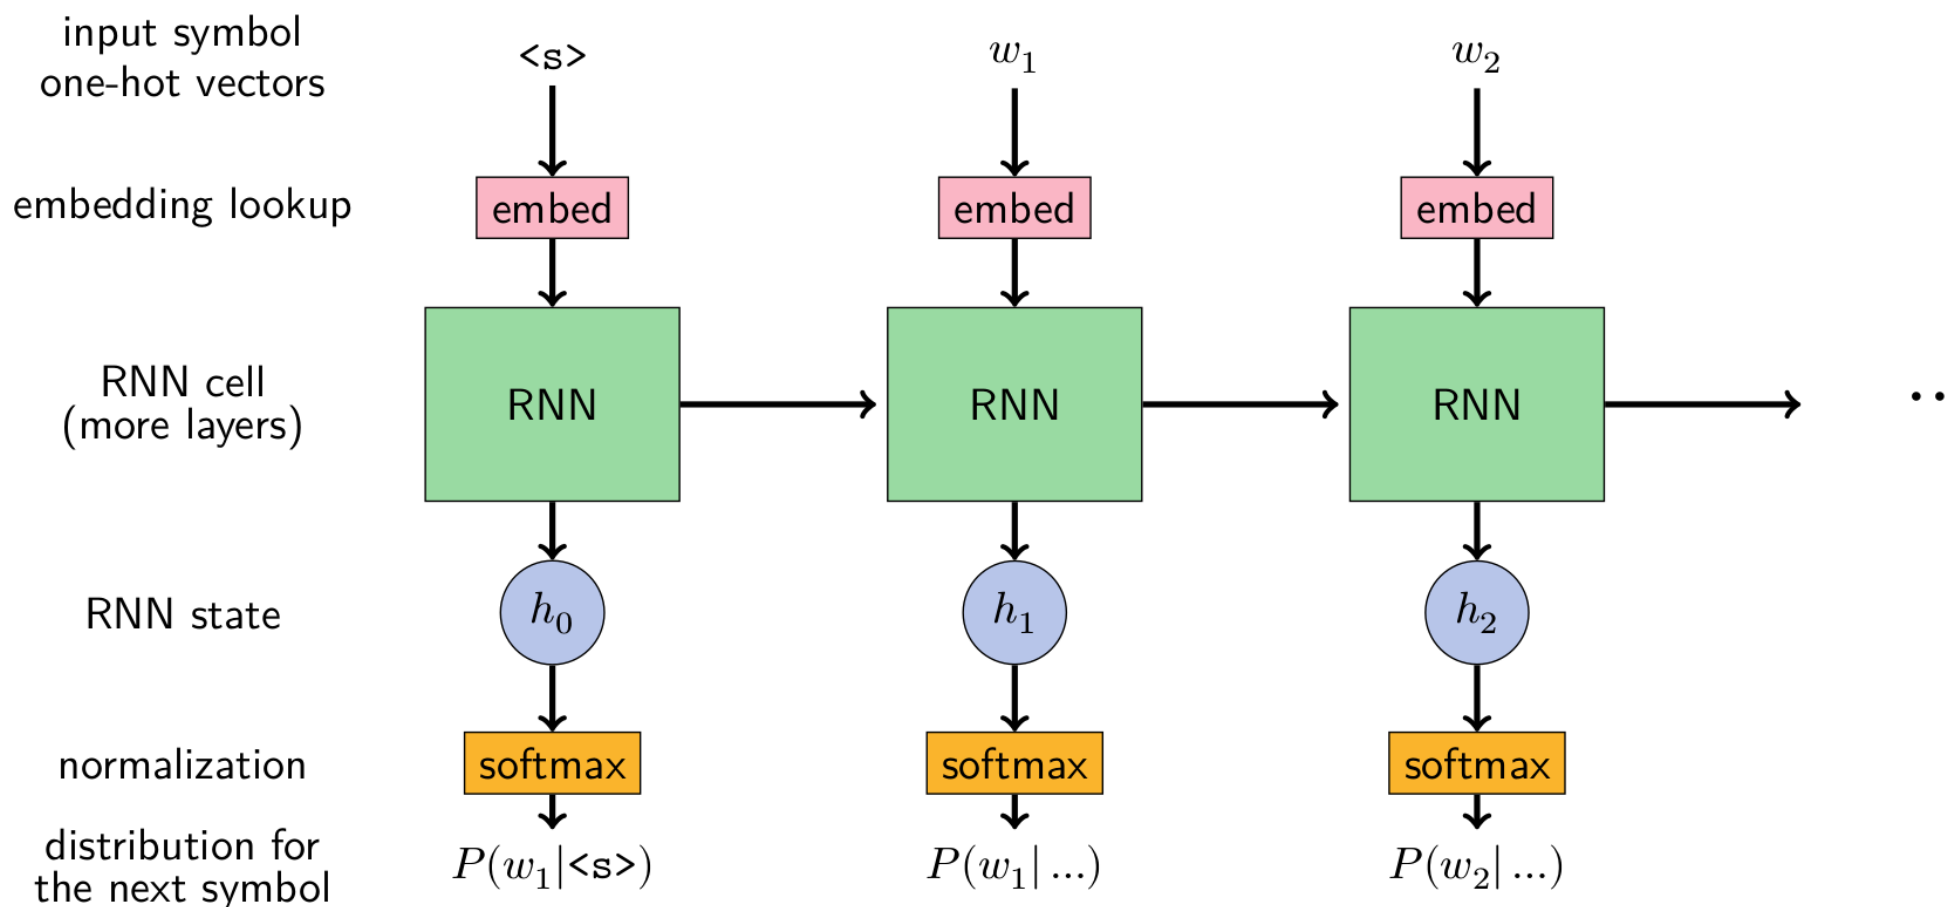 input symbol
one-hot vectors
<s>
w₁
w₂
embedding lookup
embed
embed
embed
RNN cell
(more layers)
RNN
RNN
RNN
··
RNN state
h₀
h₁
h₂
normalization
softmax
softmax
softmax
distribution for
the next symbol
P(w₁|<s>)
P(w₁| ...)
P(w₂| ...)